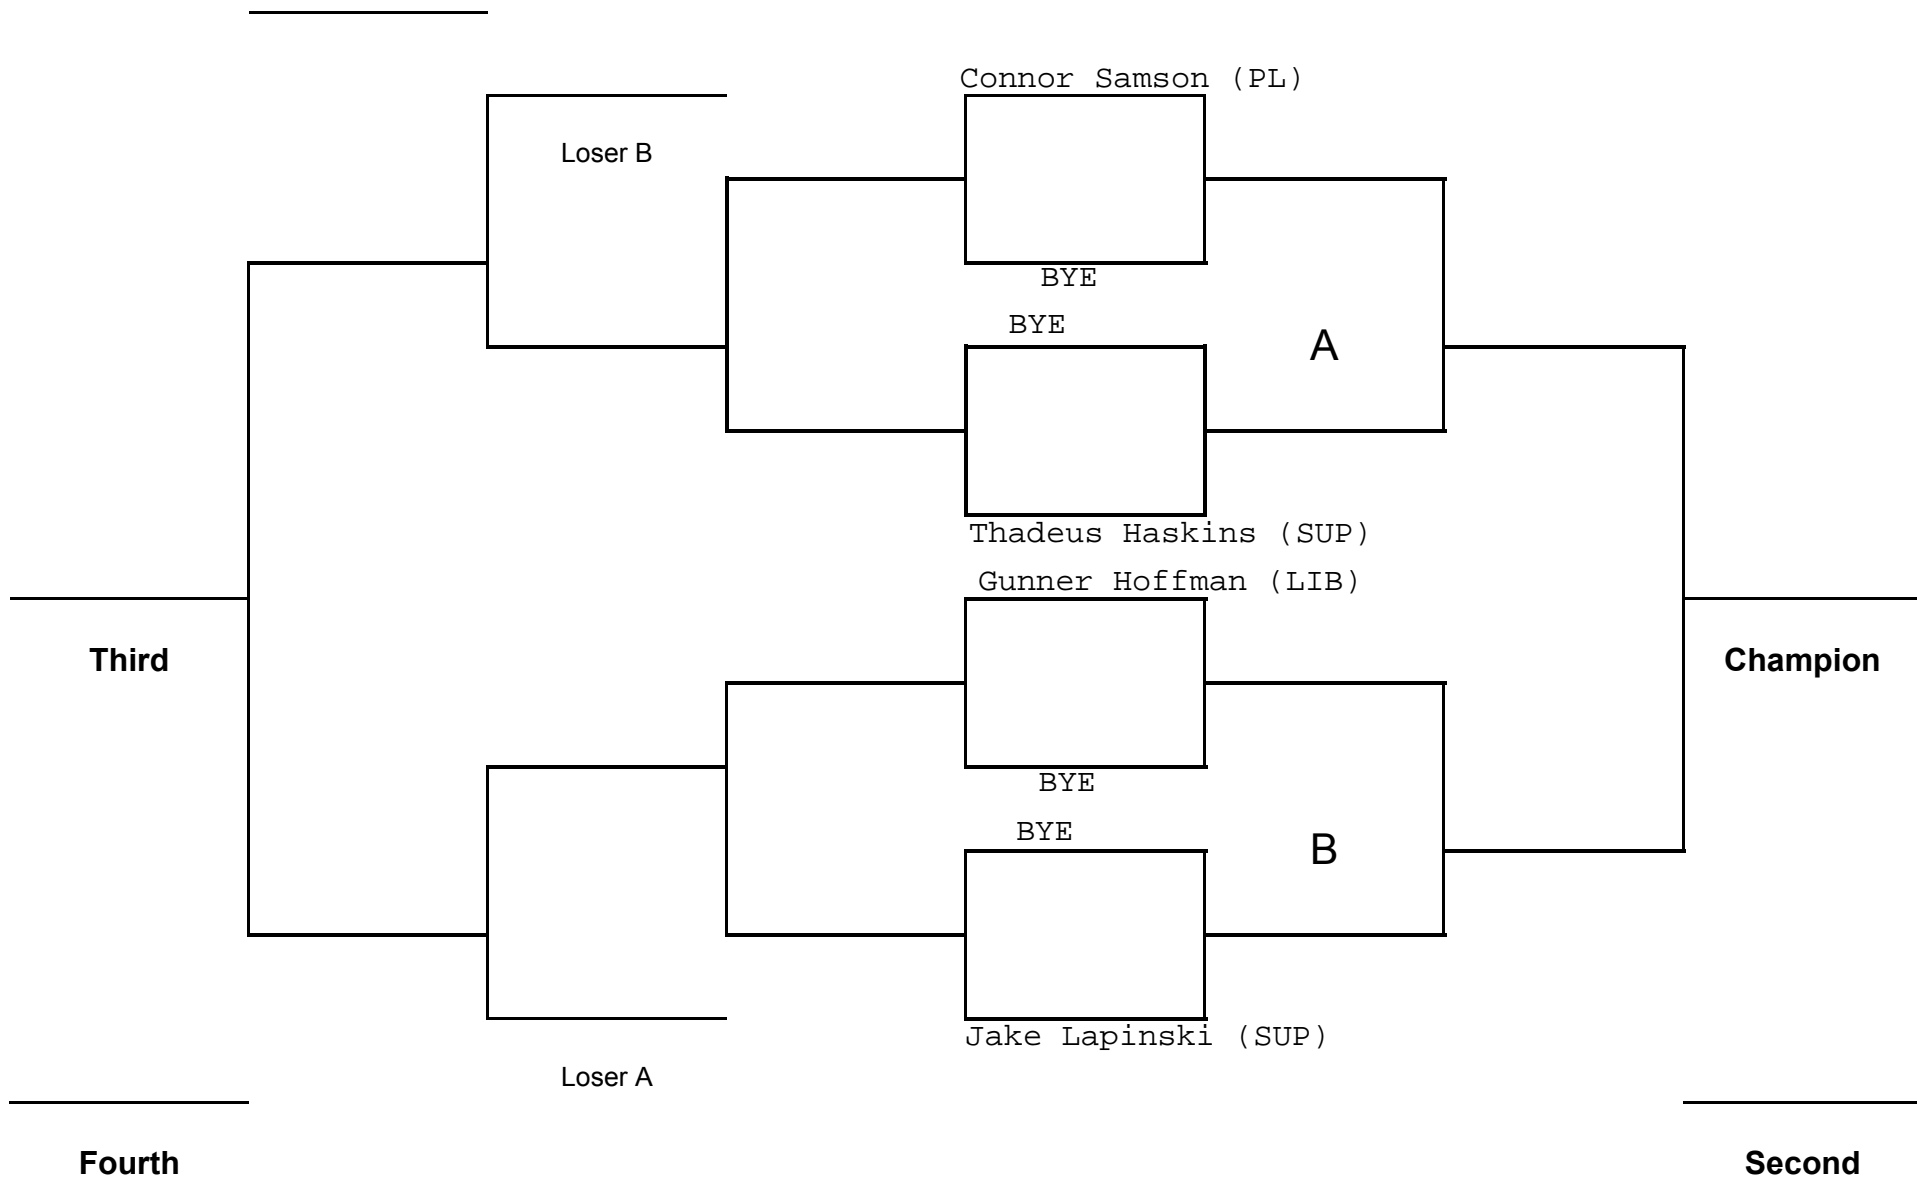 Connor Samson (PL)
Loser B
BYE
BYE
A
Thadeus Haskins (SUP)
Gunner Hoffman (LIB)
Third
Champion
BYE
BYE
B
Jake Lapinski (SUP)
Loser A
Fourth
Second